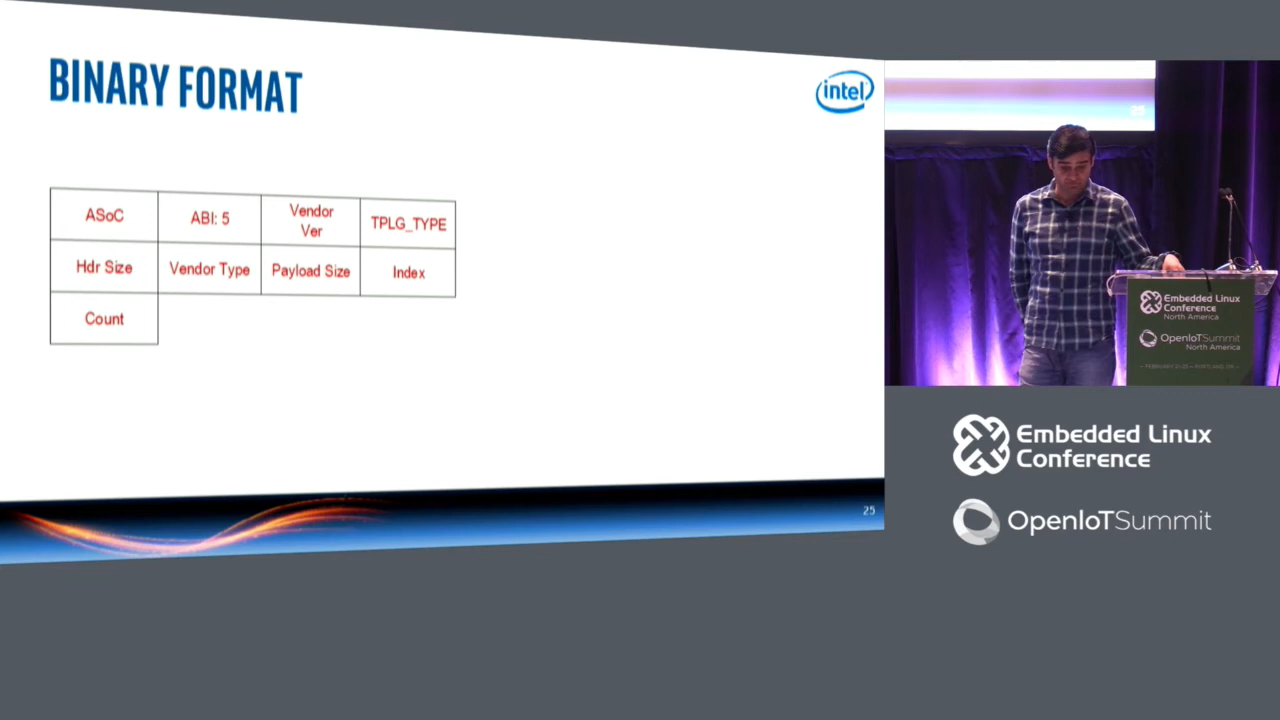 BINARY FORMAT
intel
ASoC
ABI: 5
Vendor
Ver
TPLG_TYPE
Hdr Size
Vendor Type
Payload Size
Index
Count
25
25
Embedded Linux
Conference
North America
OpenIoTSummit
North America
Embedded Linux
Conference
OpenIoTSummit